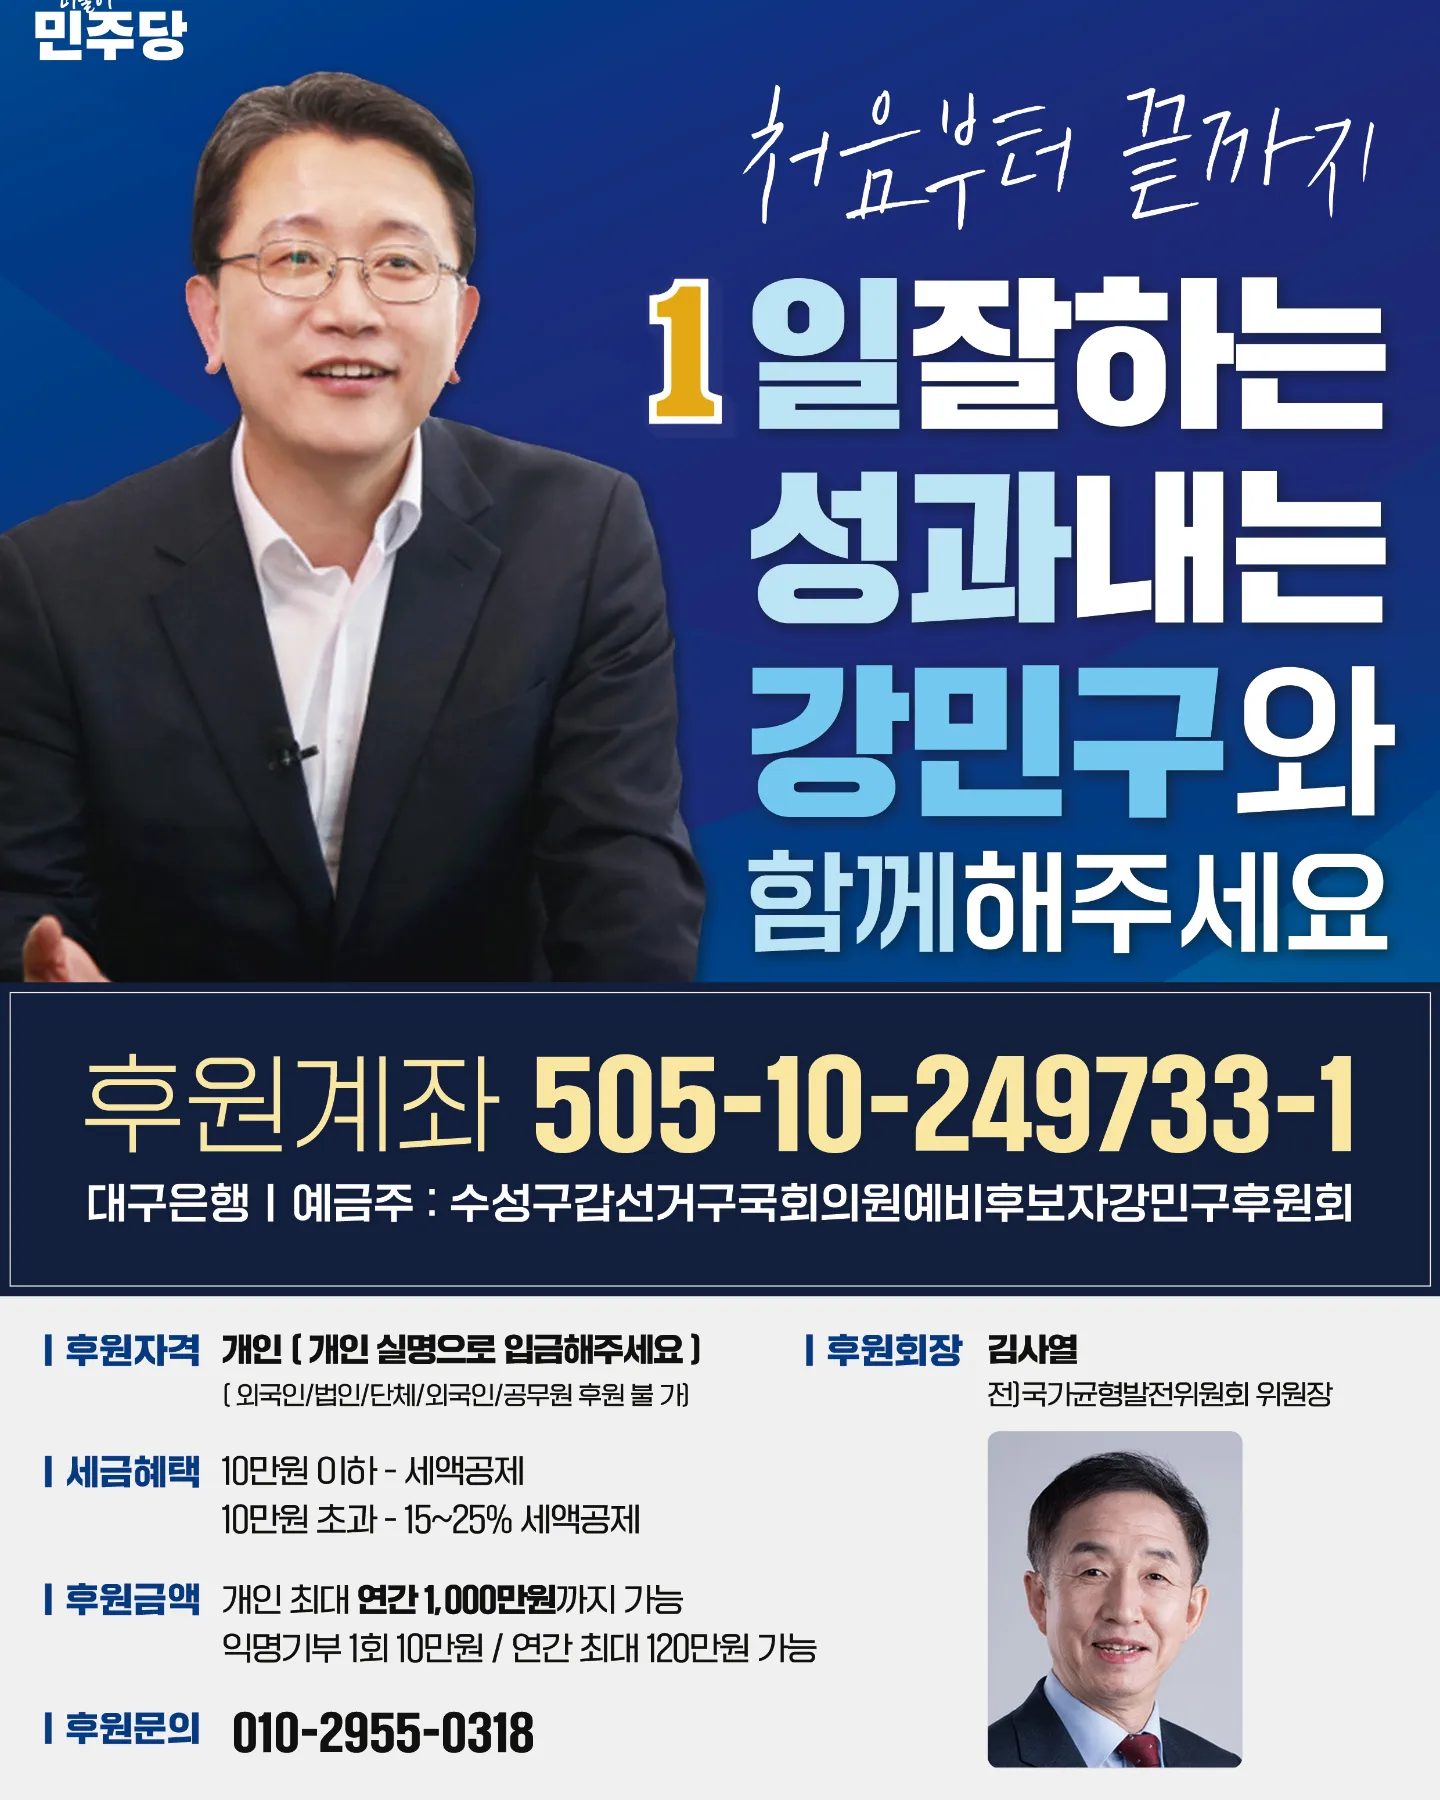 더불어
민주당
처음부터 끝까지
1 일잘하는
성과내는
강민구와
함께해주세요
후원계좌 505-10-249733-1
대구은행 | 예금주 : 수성구갑선거구국회의원예비후보자강민구후원회
| 후원자격 개인 ( 개인 실명으로 입금해주세요 )
( 외국인/법인/단체/외국인/공무원 후원 불 가)
| 세금혜택 10만원 이하 - 세액공제
10만원 초과 - 15~25% 세액공제
| 후원금액 개인 최대 연간 1,000만원까지 가능
익명기부 1회 10만원 / 연간 최대 120만원 가능
| 후원문의 010-2955-0318
| 후원회장 김사열
전)국가균형발전위원회 위원장